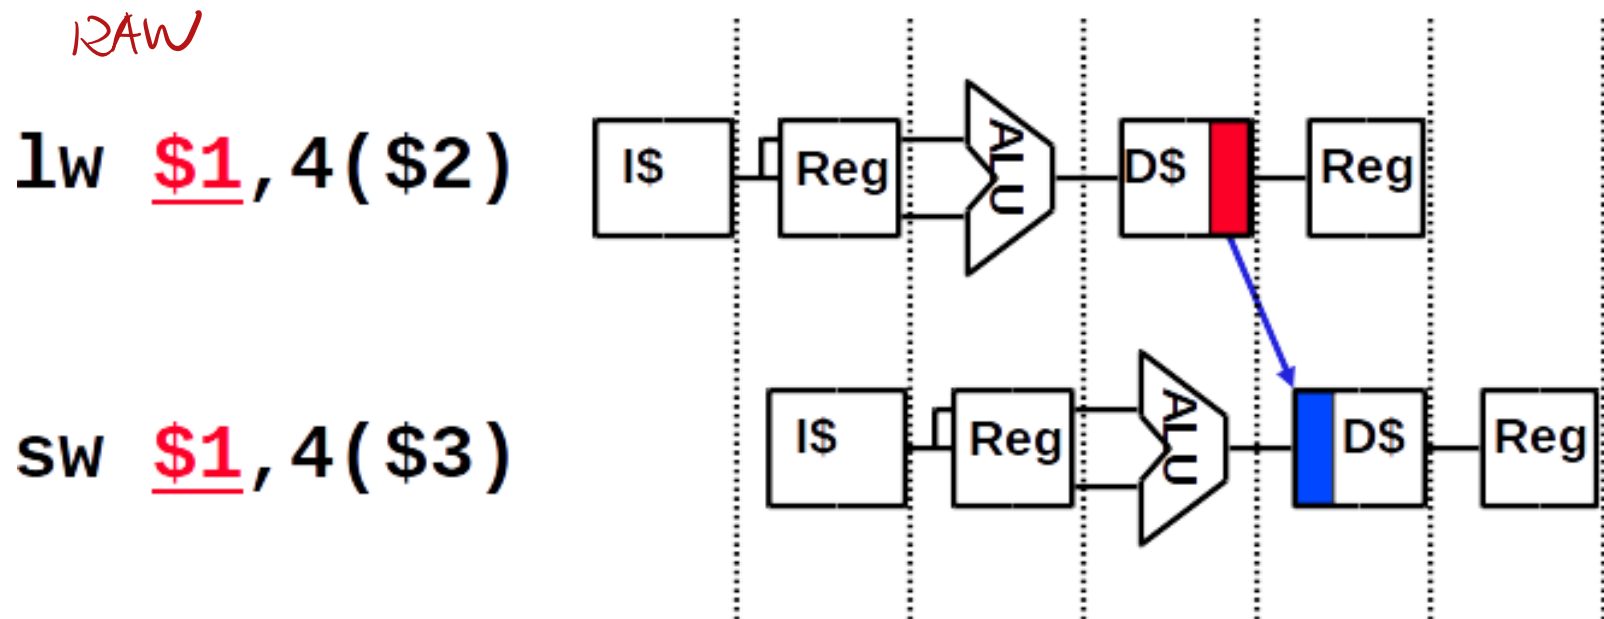 RAW
lw $1,4($2)
I$ Reg ALU D$ Reg
sw $1,4($3)
I$ Reg ALU D$ Reg